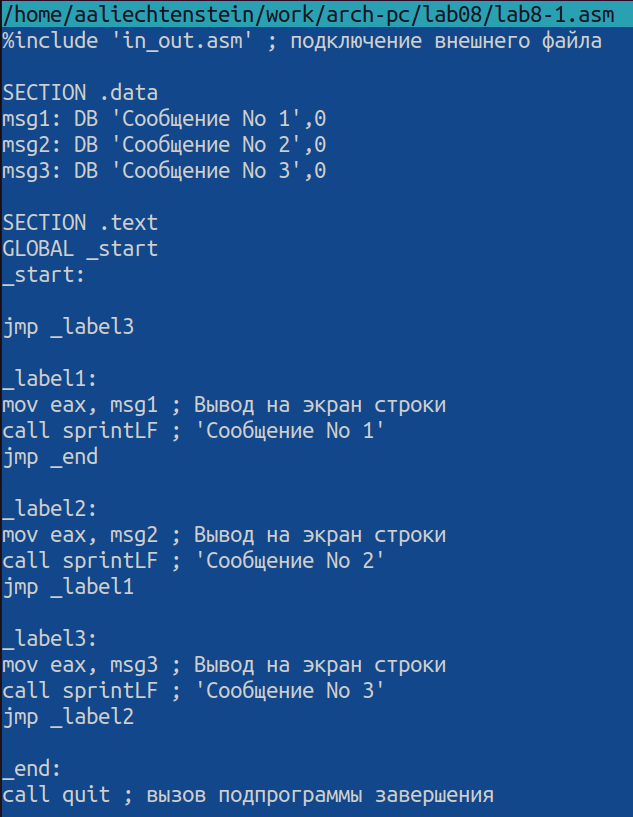 /home/aaliechtenstein/work/arch-pc/lab08/lab8-1.asm
%include 'in_out.asm' ; подключение внешнего файла
SECTION .data
msg1: DB 'Сообщение No 1',0
msg2: DB 'Сообщение No 2',0
msg3: DB 'Сообщение No 3',0
SECTION .text
GLOBAL _start
_start:
jmp _label3
_label1:
mov eax, msg1 ; Вывод на экран строки
call sprintLF ; 'Сообщение No 1'
jmp _end
_label2:
mov eax, msg2 ; Вывод на экран строки
call sprintLF ; 'Сообщение No 2'
jmp _label1
_label3:
mov eax, msg3 ; Вывод на экран строки
call sprintLF ; 'Сообщение No 3'
jmp _label2
_end:
call quit ; вызов подпрограммы завершения